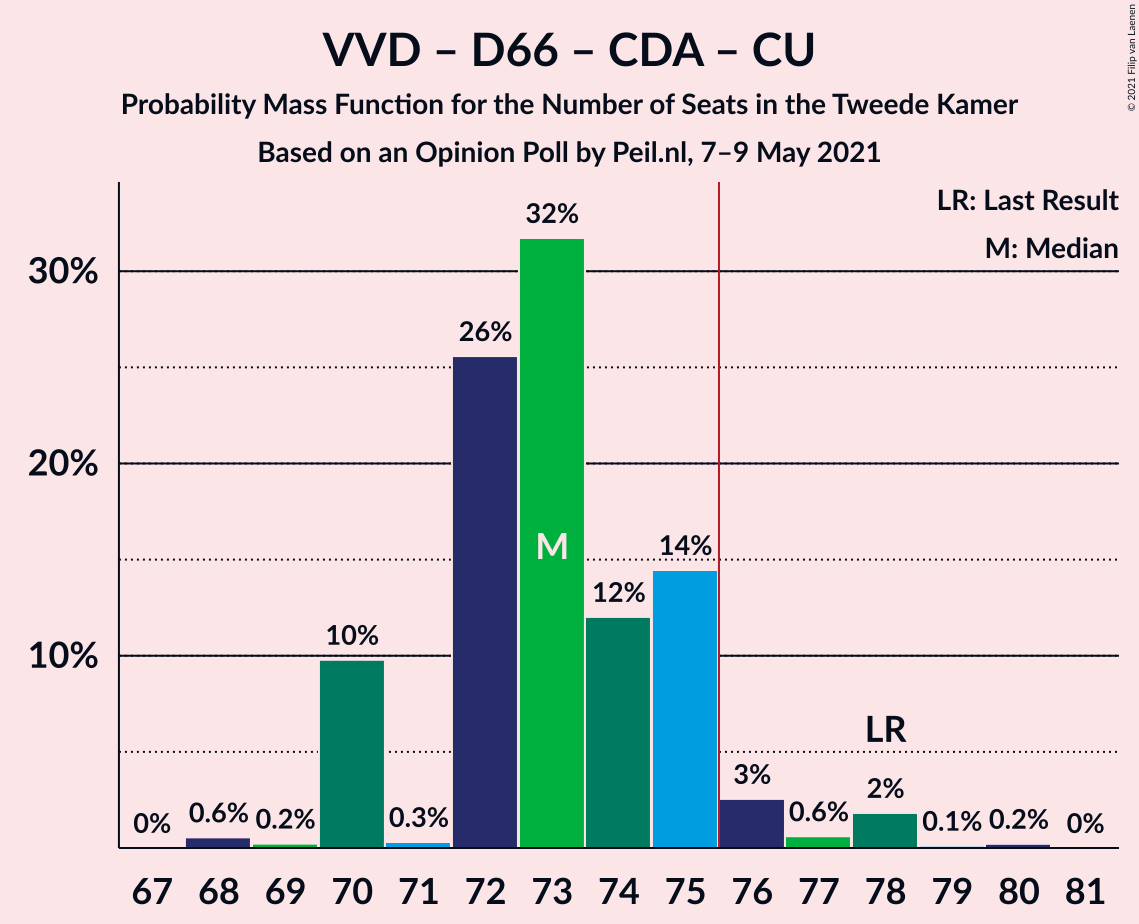 VVD – D66 – CDA – CU
Probability Mass Function for the Number of Seats in the Tweede Kamer
Based on an Opinion Poll by Peil.nl, 7–9 May 2021
© 2021 Filip van Laenen
LR: Last Result
M: Median
30%
20%
10%
0%
0.6%
0.2%
10%
0.3%
26%
32%
12%
14%
3%
0.6%
2%
0.1%
0.2%
0%
M
LR
67 68 69 70 71 72 73 74 75 76 77 78 79 80 81